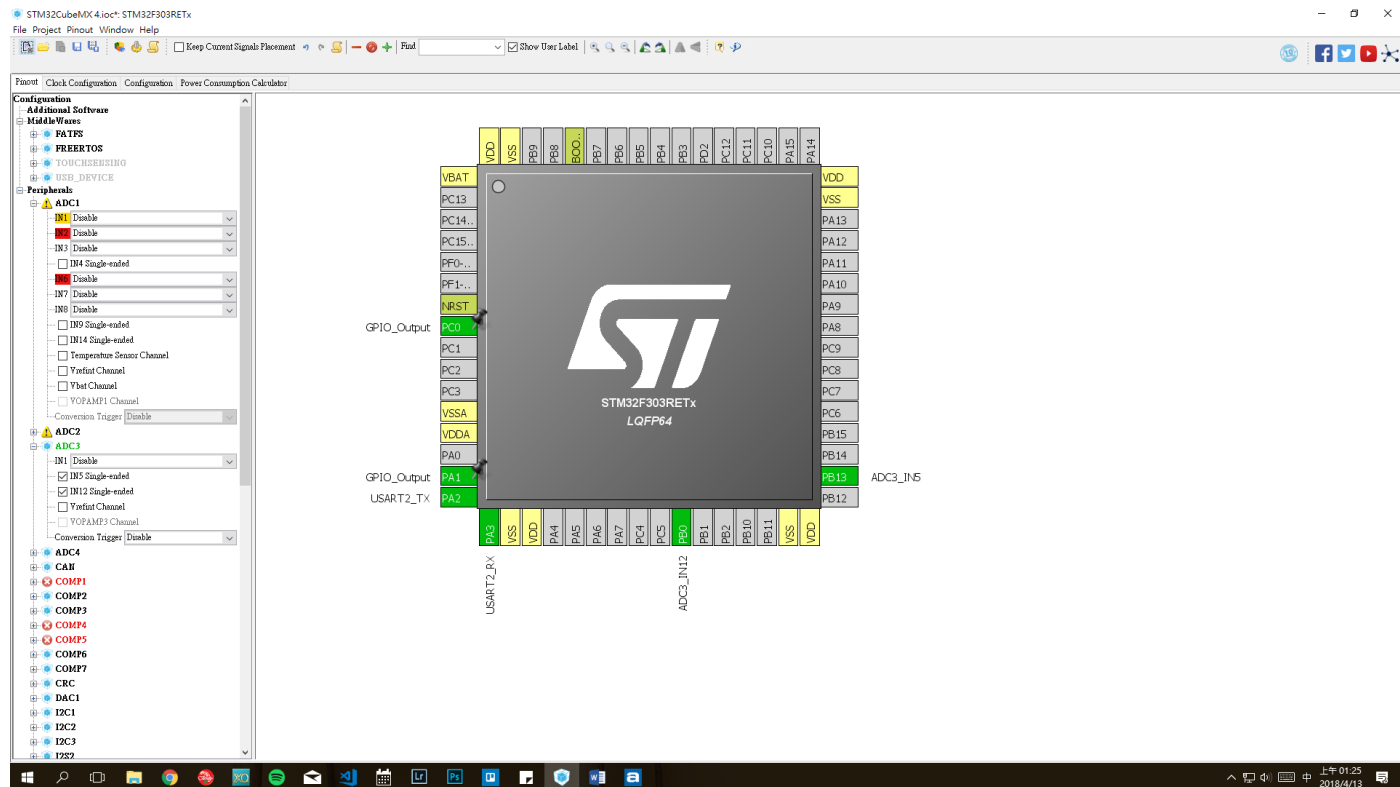 STM32CubeMX 4.ioc*: STM32F303RETx
File Project Pinout Window Help
Keep Current Signals Placement Find Show User Label
Pinout Clock Configuration Configuration Power Consumption Calculator
Configuration
Additional Software
MiddleWares
FATFS
FREERTOS
TOUCHSENSING
USB_DEVICE
Peripherals
ADC1
IN1 Disable
IN2 Disable
IN3 Disable
IN4 Single-ended
IN6 Disable
IN7 Disable
IN8 Disable
IN9 Single-ended
IN14 Single-ended
Temperature Sensor Channel
Vrefint Channel
Vbat Channel
VOPAMP1 Channel
Conversion Trigger Disable
ADC2
ADC3
IN1 Disable
IN5 Single-ended
IN12 Single-ended
Vrefint Channel
VOPAMP3 Channel
Conversion Trigger Disable
ADC4
CAN
COMP1
COMP2
COMP3
COMP4
COMP5
COMP6
COMP7
CRC
DAC1
I2C1
I2C2
I2C3
I2S2
VDD VSS PB9 PB8 BOO.. PB7 PB6 PB5 PB4 PB3 PD2 PC12 PC11 PC10 PA15 PA14
VBAT
PC13
PC14..
PC15..
PF0-..
PF1-..
NRST
GPIO_Output PC0
PC1
PC2
PC3
VSSA
VDDA
PA0
GPIO_Output PA1
USART2_TX PA2
ST
STM32F303RETx
LQFP64
VDD
VSS
PA13
PA12
PA11
PA10
PA9
PA8
PC9
PC8
PC7
PC6
PB15
PB14
PB13 ADC3_IN5
PB12
PA3 VSS VDD PA4 PA5 PA6 PA7 PC4 PC5 PB0 PB1 PB2 PB10 PB11 VSS VDD
USART2_RX ADC3_IN12
Lr Ps W 中
上午 01:25
2018/4/13